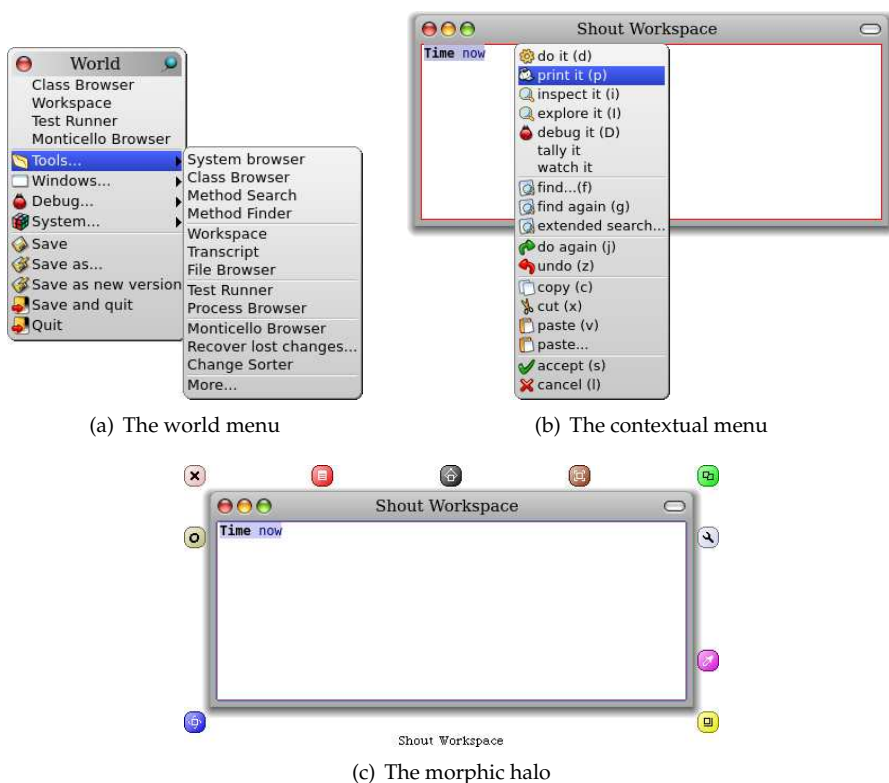 World
Class Browser
Workspace
Test Runner
Monticello Browser
Tools...
Windows...
Debug...
System...
Save
Save as...
Save as new version
Save and quit
Quit
System browser
Class Browser
Method Search
Method Finder
Workspace
Transcript
File Browser
Test Runner
Process Browser
Monticello Browser
Recover lost changes...
Change Sorter
More...
(a) The world menu
Shout Workspace
Time now
do it (d)
print it (p)
inspect it (i)
explore it (I)
debug it (D)
tally it
watch it
find...(f)
find again (g)
extended search...
do again (j)
undo (z)
copy (c)
cut (x)
paste (v)
paste...
accept (s)
cancel (l)
(b) The contextual menu
Shout Workspace
Time now
Shout Workspace
(c) The morphic halo